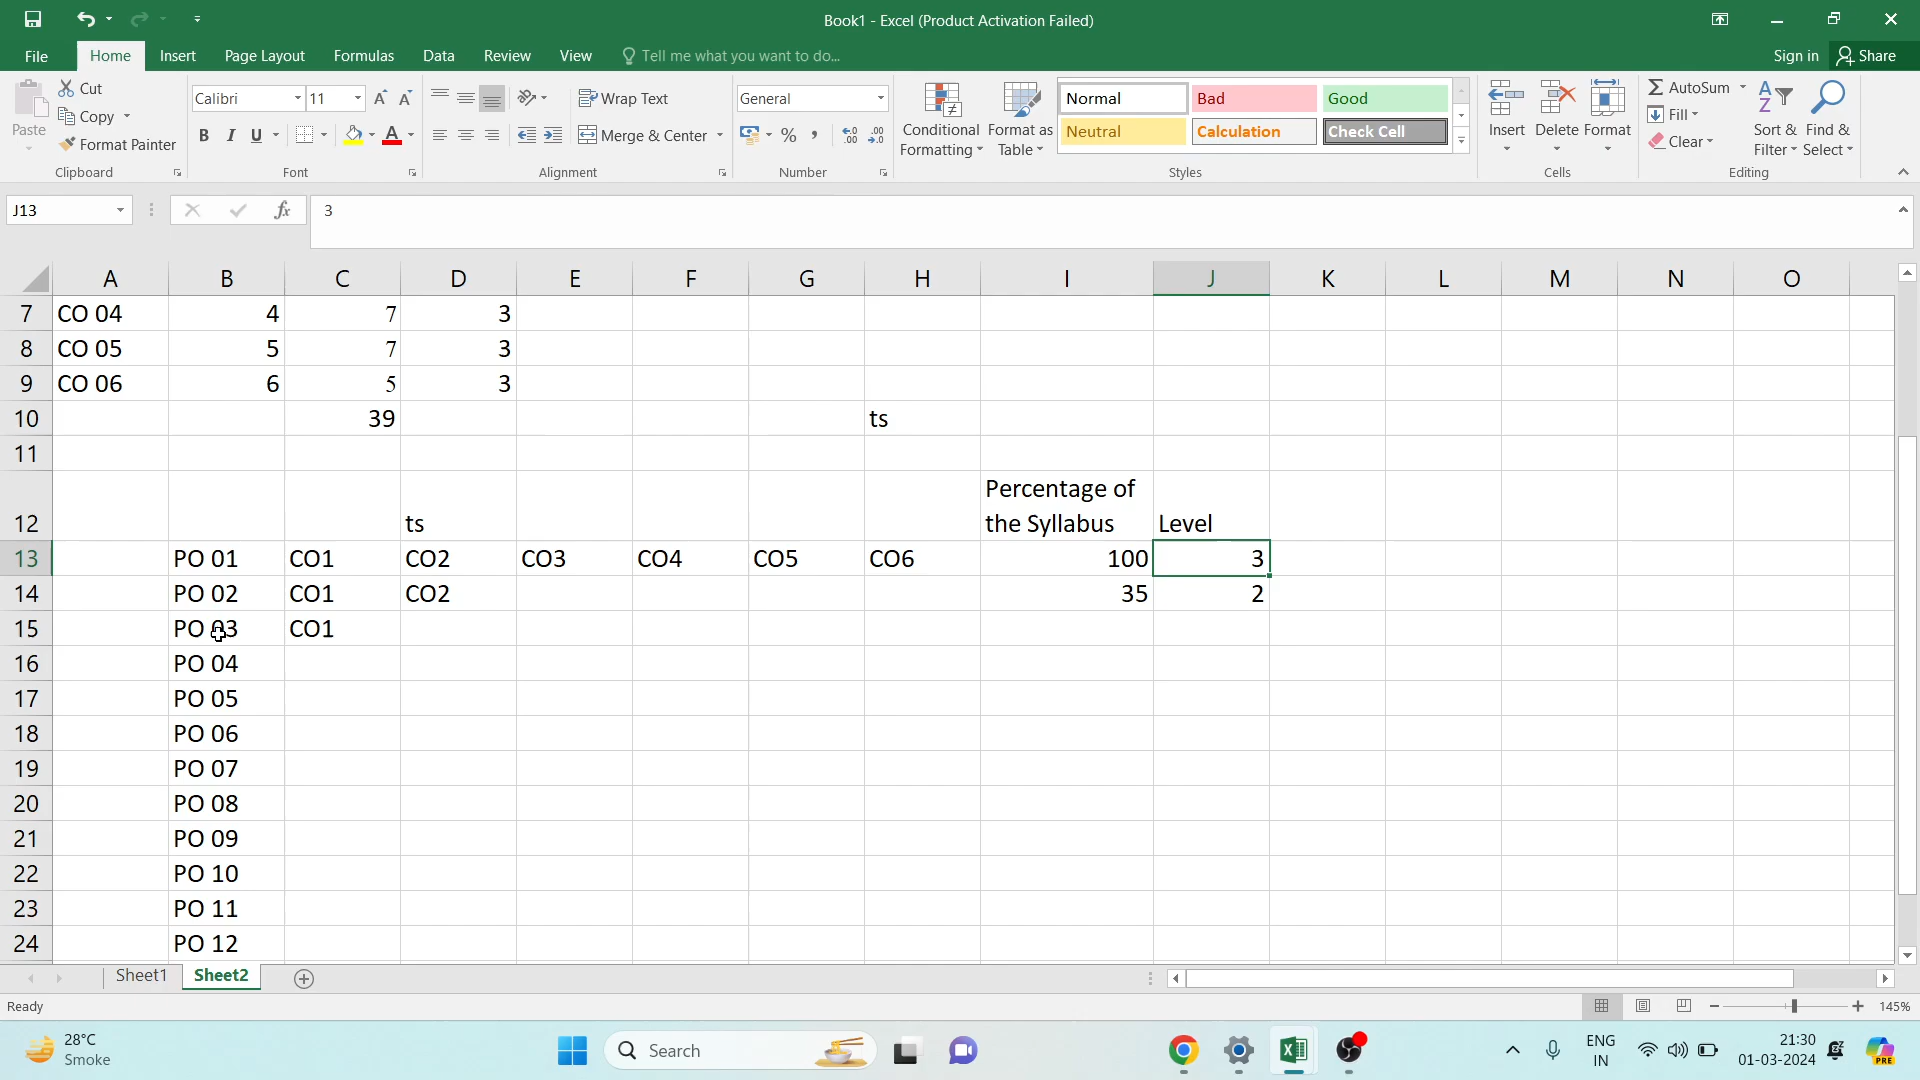 Book1 - Excel (Product Activation Failed)
File Home Insert Page Layout Formulas Data Review View Tell me what you want to do... Sign in Share
Paste
Cut
Copy
Format Painter
Clipboard
Calibri 11
B I U
Font
Wrap Text
Merge & Center
Alignment
General
%
Number
Conditional Formatting
Format as Table
Normal Bad Good
Neutral Calculation Check Cell
Styles
Insert Delete Format
Cells
AutoSum
Fill
Clear
Sort & Filter
Find & Select
Editing
J13 fx 3
A B C D E F G H I J K L M N O
7 CO 04 4 7 3
8 CO 05 5 7 3
9 CO 06 6 5 3
10 39 ts
11
Percentage of
12 ts the Syllabus Level
13 PO 01 CO1 CO2 CO3 CO4 CO5 CO6 100 3
14 PO 02 CO1 CO2 35 2
15 PO 03 CO1
16 PO 04
17 PO 05
18 PO 06
19 PO 07
20 PO 08
21 PO 09
22 PO 10
23 PO 11
24 PO 12
Sheet1 Sheet2
Ready 145%
28°C
Smoke
Search
ENG
IN
21:30
01-03-2024
PRE